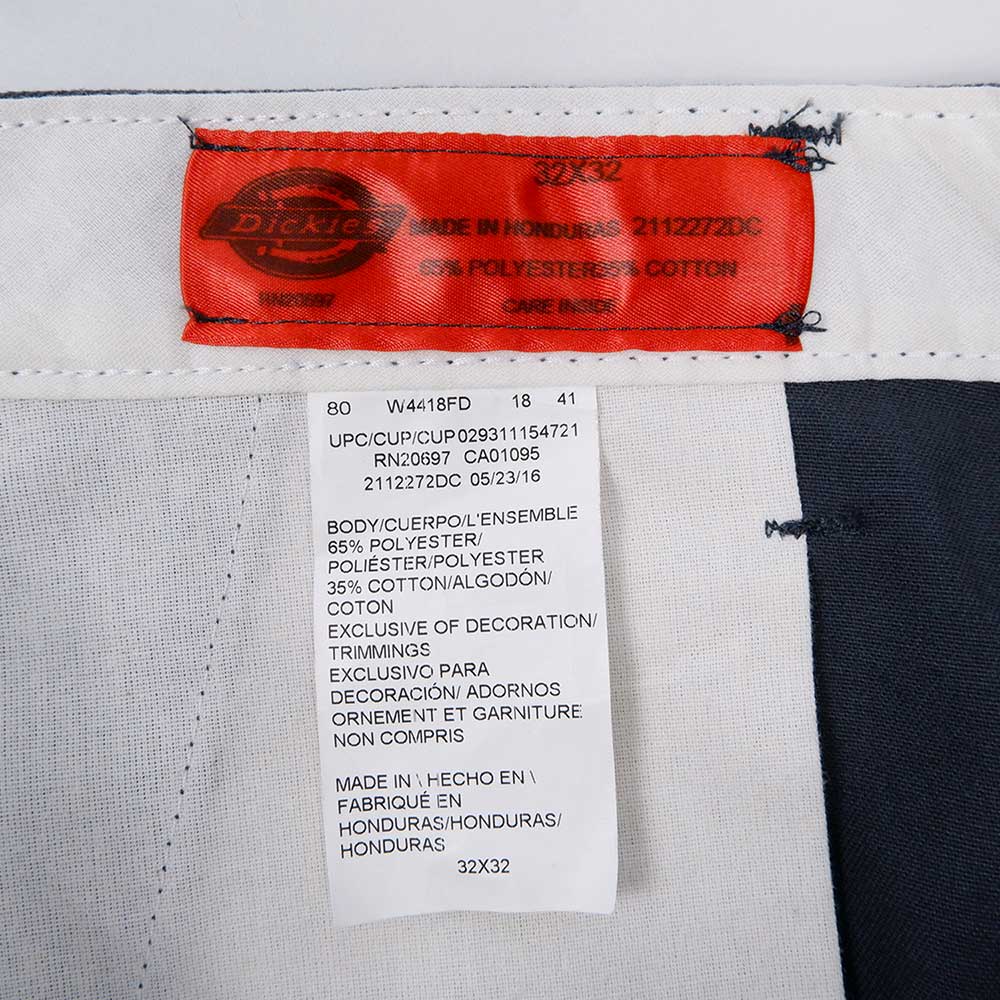 32X32
Dickies
MADE IN HONDURAS 2112272DC
65% POLYESTER 35% COTTON
RN20697
CARE INSIDE
80 W4418FD 18 41
UPC/CUP/CUP029311154721
RN20697 CA01095
2112272DC 05/23/16
BODY/CUERPO/L'ENSEMBLE
65% POLYESTER/
POLIÉSTER/POLYESTER
35% COTTON/ALGODÓN/
COTON
EXCLUSIVE OF DECORATION/
TRIMMINGS
EXCLUSIVO PARA
DECORACIÓN/ ADORNOS
ORNEMENT ET GARNITURE
NON COMPRIS
MADE IN \ HECHO EN \
FABRIQUÉ EN
HONDURAS/HONDURAS/
HONDURAS
32X32